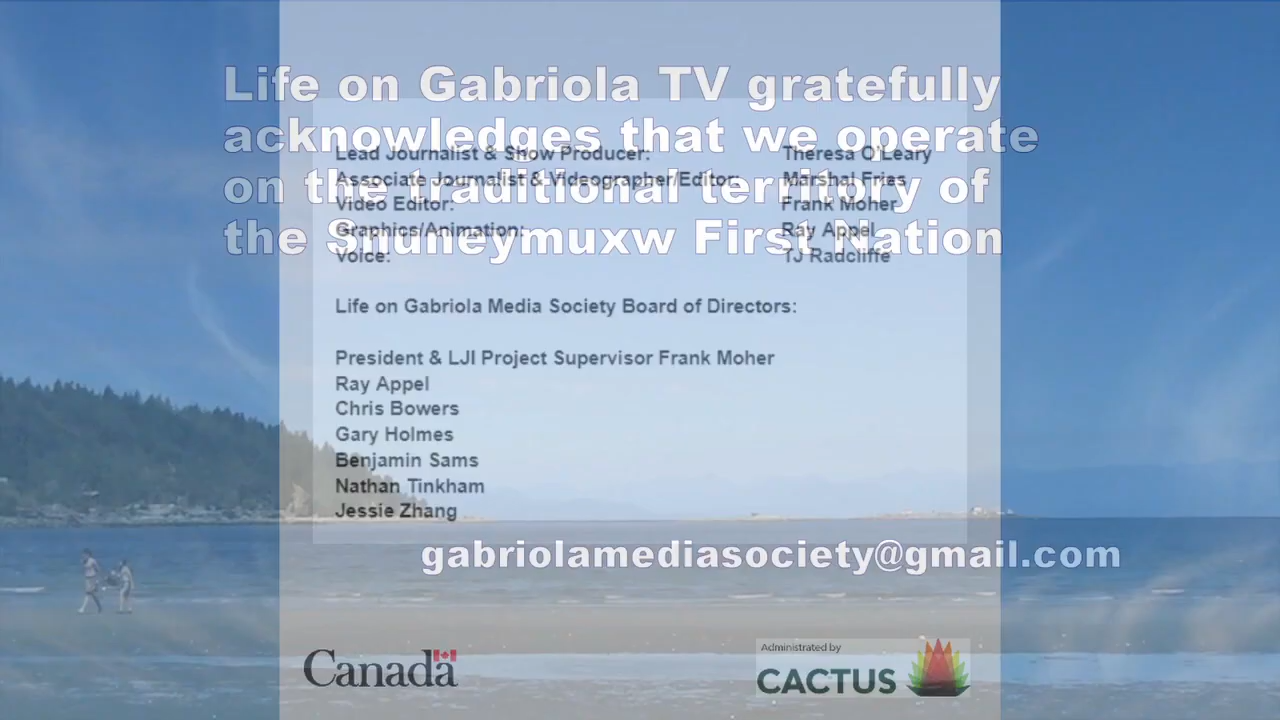 Life on Gabriola TV gratefully
acknowledges that we operate
on the traditional territory of
the Snuneymuxw First Nation
Lead Journalist & Show Producer: Theresa O'Leary
Associate Journalist & Videographer/Editor: Marshal Fries
Video Editor: Frank Moher
Graphics/Animation: Ray Appel
Voice: TJ Radcliffe
Life on Gabriola Media Society Board of Directors:
President & LJI Project Supervisor Frank Moher
Ray Appel
Chris Bowers
Gary Holmes
Benjamin Sams
Nathan Tinkham
Jessie Zhang
gabriolamediasociety@gmail.com
Canada
Administrated by
CACTUS